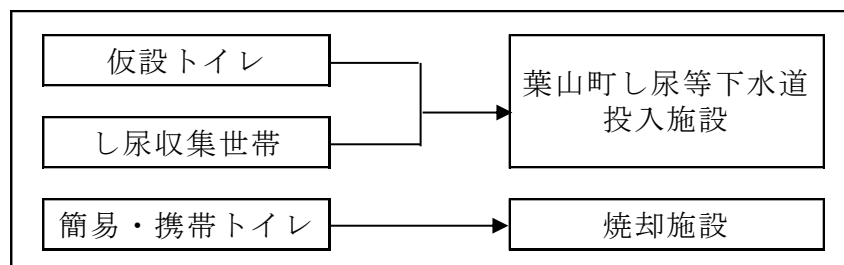 仮設トイレ
し尿収集世帯
葉山町し尿等下水道
投入施設
簡易・携帯トイレ
焼却施設